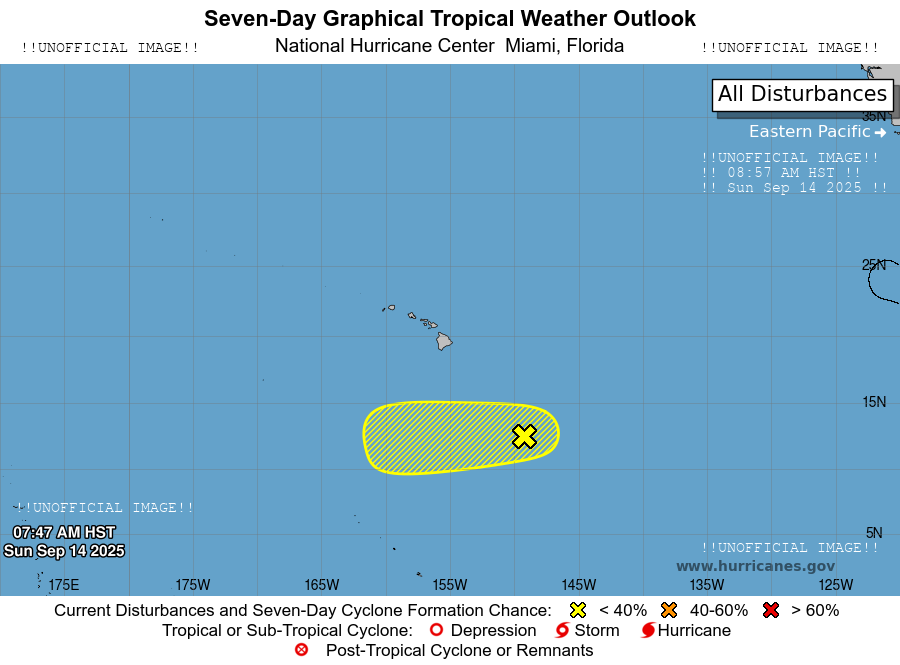 Seven-Day Graphical Tropical Weather Outlook
!!UNOFFICIAL IMAGE!!
National Hurricane Center  Miami, Florida
!!UNOFFICIAL IMAGE!!
All Disturbances
35N
Eastern Pacific
!!UNOFFICIAL IMAGE!!
!! 08:57 AM HST !!
!! Sun Sep 14 2025 !!
25N
15N
!!UNOFFICIAL IMAGE!!
07:47 AM HST
Sun Sep 14 2025
5N
!!UNOFFICIAL IMAGE!!
www.hurricanes.gov
175E
175W
165W
155W
145W
135W
125W
Current Disturbances and Seven-Day Cyclone Formation Chance: < 40% 40-60% > 60%
Tropical or Sub-Tropical Cyclone: Depression Storm Hurricane
Post-Tropical Cyclone or Remnants